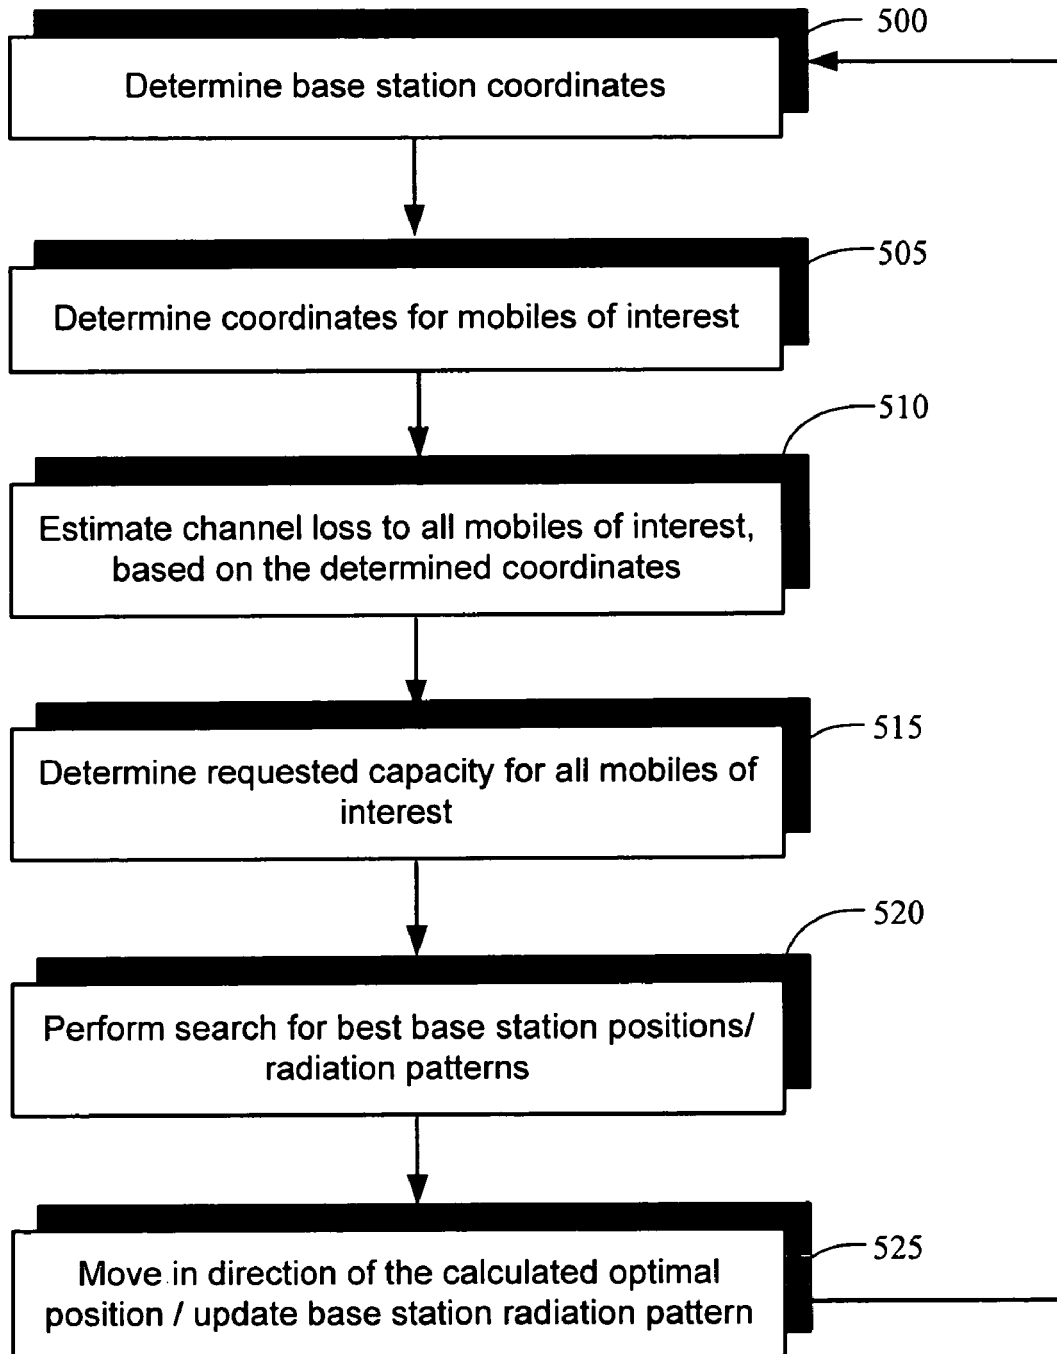 500
Determine base station coordinates
505
Determine coordinates for mobiles of interest
510
Estimate channel loss to all mobiles of interest,
based on the determined coordinates
515
Determine requested capacity for all mobiles of
interest
520
Perform search for best base station positions/
radiation patterns
525
Move in direction of the calculated optimal
position / update base station radiation pattern